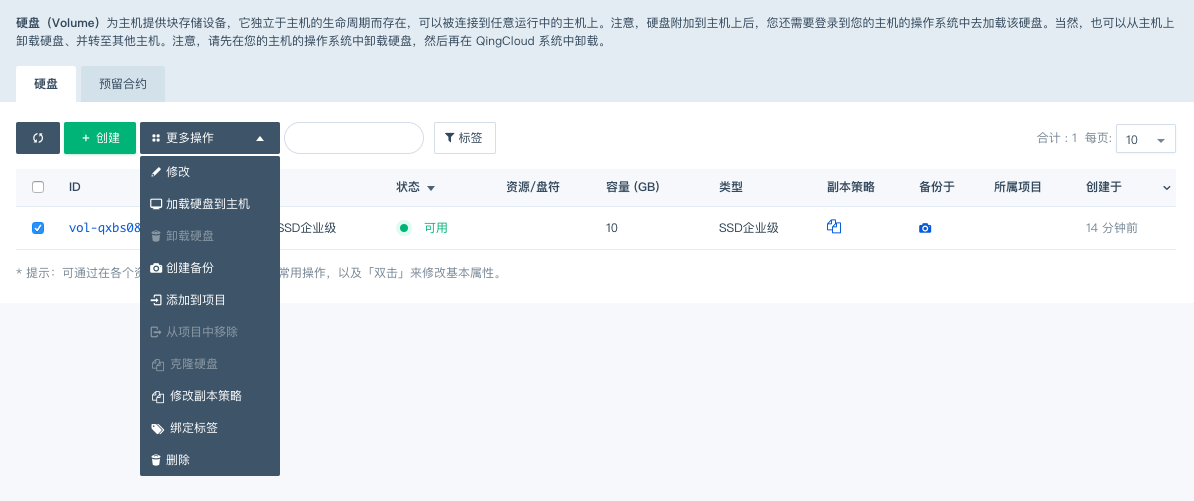 硬盘（Volume）为主机提供块存储设备，它独立于主机的生命周期而存在，可以被连接到任意运行中的主机上。注意，硬盘附加到主机上后，您还需要登录到您的主机的操作系统中去加载该硬盘。当然，也可以从主机上
卸载硬盘、并转至其他主机。注意，请先在您的主机的操作系统中卸载硬盘，然后再在 QingCloud 系统中卸载。
硬盘 预留合约
+ 创建 更多操作 标签 合计：1 每页: 10
修改
ID 状态 资源/盘符 容量 (GB) 类型 副本策略 备份于 所属项目 创建于
加载硬盘到主机
vol-qxbs08 SSD企业级 可用 10 SSD企业级 14 分钟前
卸载硬盘
创建备份
* 提示：可通过在各个资 常用操作，以及「双击」来修改基本属性。
添加到项目
从项目中移除
克隆硬盘
修改副本策略
绑定标签
删除